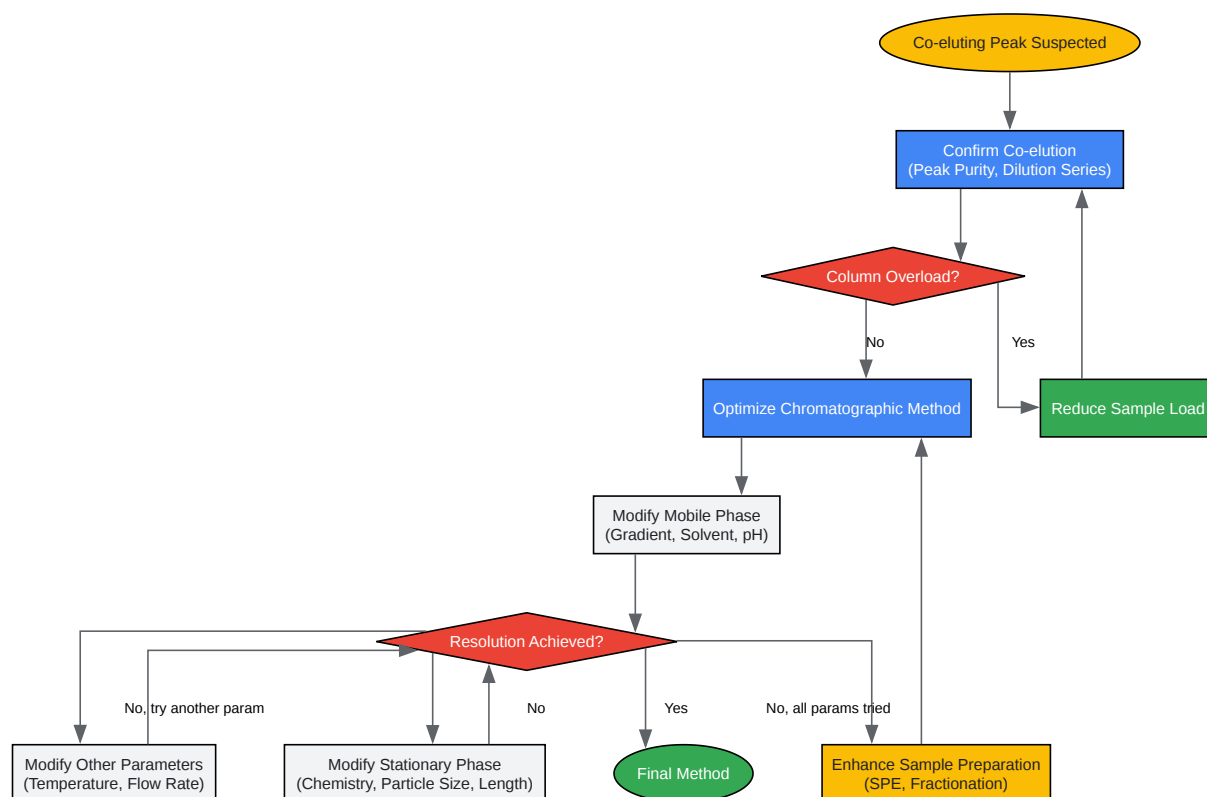 Co-eluting Peak Suspected
Confirm Co-elution
(Peak Purity, Dilution Series)
Column Overload?
No
Yes
Optimize Chromatographic Method
Reduce Sample Load
Modify Mobile Phase
(Gradient, Solvent, pH)
Resolution Achieved?
No, try another param
No
Yes
No, all params tried
Modify Other Parameters
(Temperature, Flow Rate)
Modify Stationary Phase
(Chemistry, Particle Size, Length)
Final Method
Enhance Sample Preparation
(SPE, Fractionation)